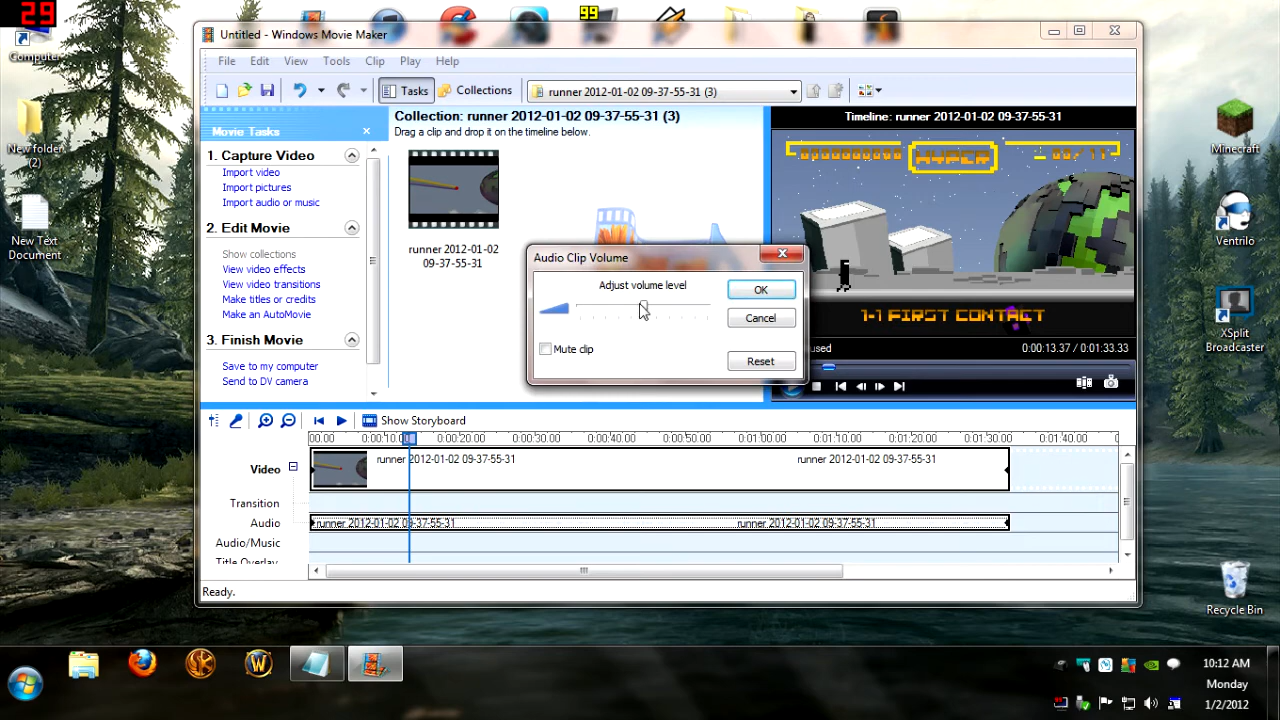 29
99
Computer
New folder
(2)
New Text
Document
Minecraft
Ventrilo
XSplit
Broadcaster
Recycle Bin
Untitled - Windows Movie Maker
File Edit View Tools Clip Play Help
Tasks Collections runner 2012-01-02 09-37-55-31 (3)
Movie Tasks
1. Capture Video
Import video
Import pictures
Import audio or music
2. Edit Movie
Show collections
View video effects
View video transitions
Make titles or credits
Make an AutoMovie
3. Finish Movie
Save to my computer
Send to DV camera
Collection: runner 2012-01-02 09-37-55-31 (3)
Drag a clip and drop it on the timeline below.
runner 2012-01-02
09-37-55-31
Timeline: runner 2012-01-02 09-37-55-31
HYPER
1-1 FIRST CONTACT
used
0:00:13.37 / 0:01:33.33
Audio Clip Volume
Adjust volume level
Mute clip
OK
Cancel
Reset
Show Storyboard
00.00 0:00:10.00 0:00:20.00 0:00:30.00 0:00:40.00 0:00:50.00 0:01:00.00 0:01:10.00 0:01:20.00 0:01:30.00 0:01:40.00
Video
runner 2012-01-02 09-37-55-31 runner 2012-01-02 09-37-55-31
Transition
Audio runner 2012-01-02 09-37-55-31 runner 2012-01-02 09-37-55-31
Audio/Music
Title Overlay
Ready.
10:12 AM
Monday
1/2/2012